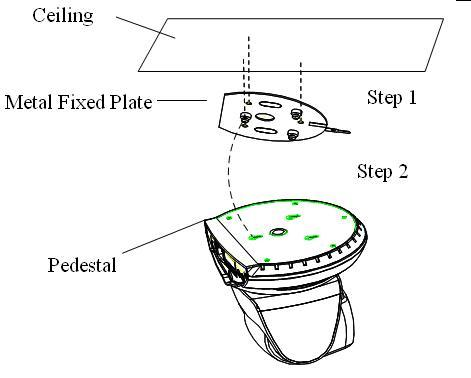 Ceiling
Metal Fixed Plate
Step 1
Step 2
Pedestal